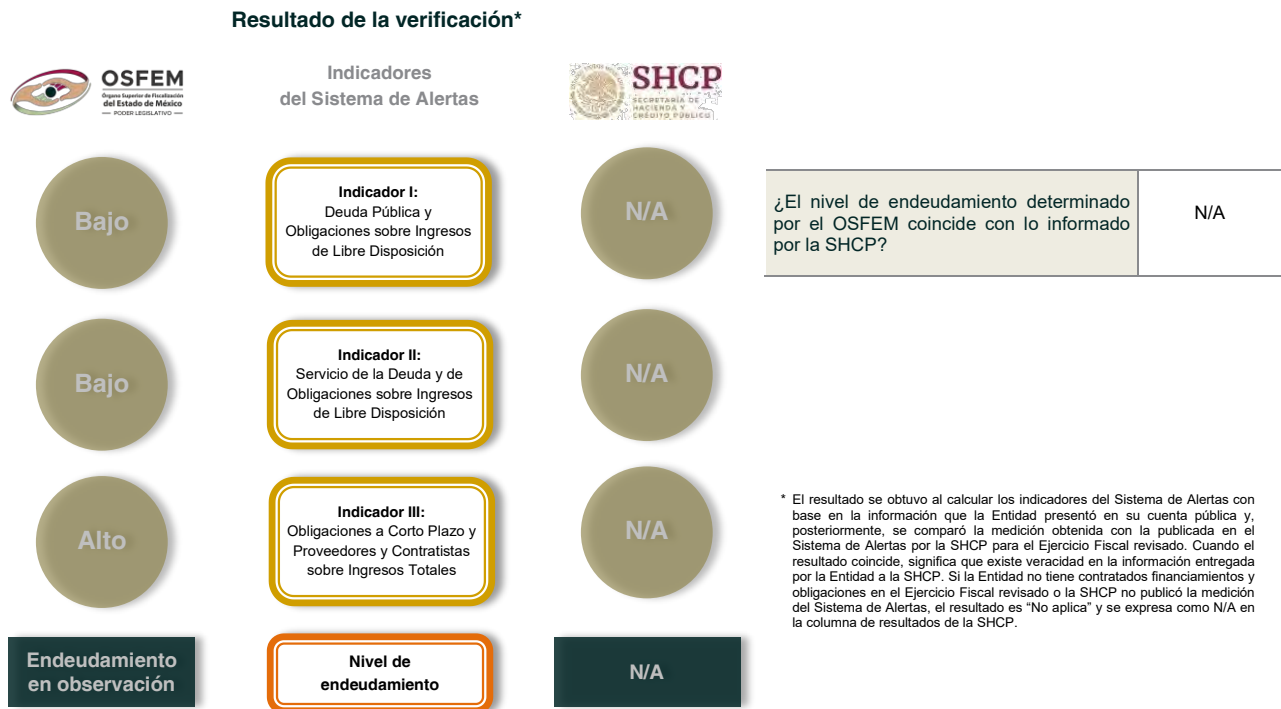 Resultado de la verificación*
OSFEM
Órgano Superior de Fiscalización
del Estado de México
PODER LEGISLATIVO
Indicadores
del Sistema de Alertas
SHCP
SECRETARÍA DE
HACIENDA Y
CRÉDITO PÚBLICO
Bajo
Indicador I:
Deuda Pública y
Obligaciones sobre Ingresos
de Libre Disposición
N/A
¿El nivel de endeudamiento determinado
por el OSFEM coincide con lo informado
por la SHCP?
N/A
Bajo
Indicador II:
Servicio de la Deuda y de
Obligaciones sobre Ingresos
de Libre Disposición
N/A
Alto
Indicador III:
Obligaciones a Corto Plazo y
Proveedores y Contratistas
sobre Ingresos Totales
N/A
* El resultado se obtuvo al calcular los indicadores del Sistema de Alertas con
base en la información que la Entidad presentó en su cuenta pública y,
posteriormente, se comparó la medición obtenida con la publicada en el
Sistema de Alertas por la SHCP para el Ejercicio Fiscal revisado. Cuando el
resultado coincide, significa que existe veracidad en la información entregada
por la Entidad a la SHCP. Si la Entidad no tiene contratados financiamientos y
obligaciones en el Ejercicio Fiscal revisado o la SHCP no publicó la medición
del Sistema de Alertas, el resultado es “No aplica” y se expresa como N/A en
la columna de resultados de la SHCP.
Endeudamiento
en observación
Nivel de
endeudamiento
N/A